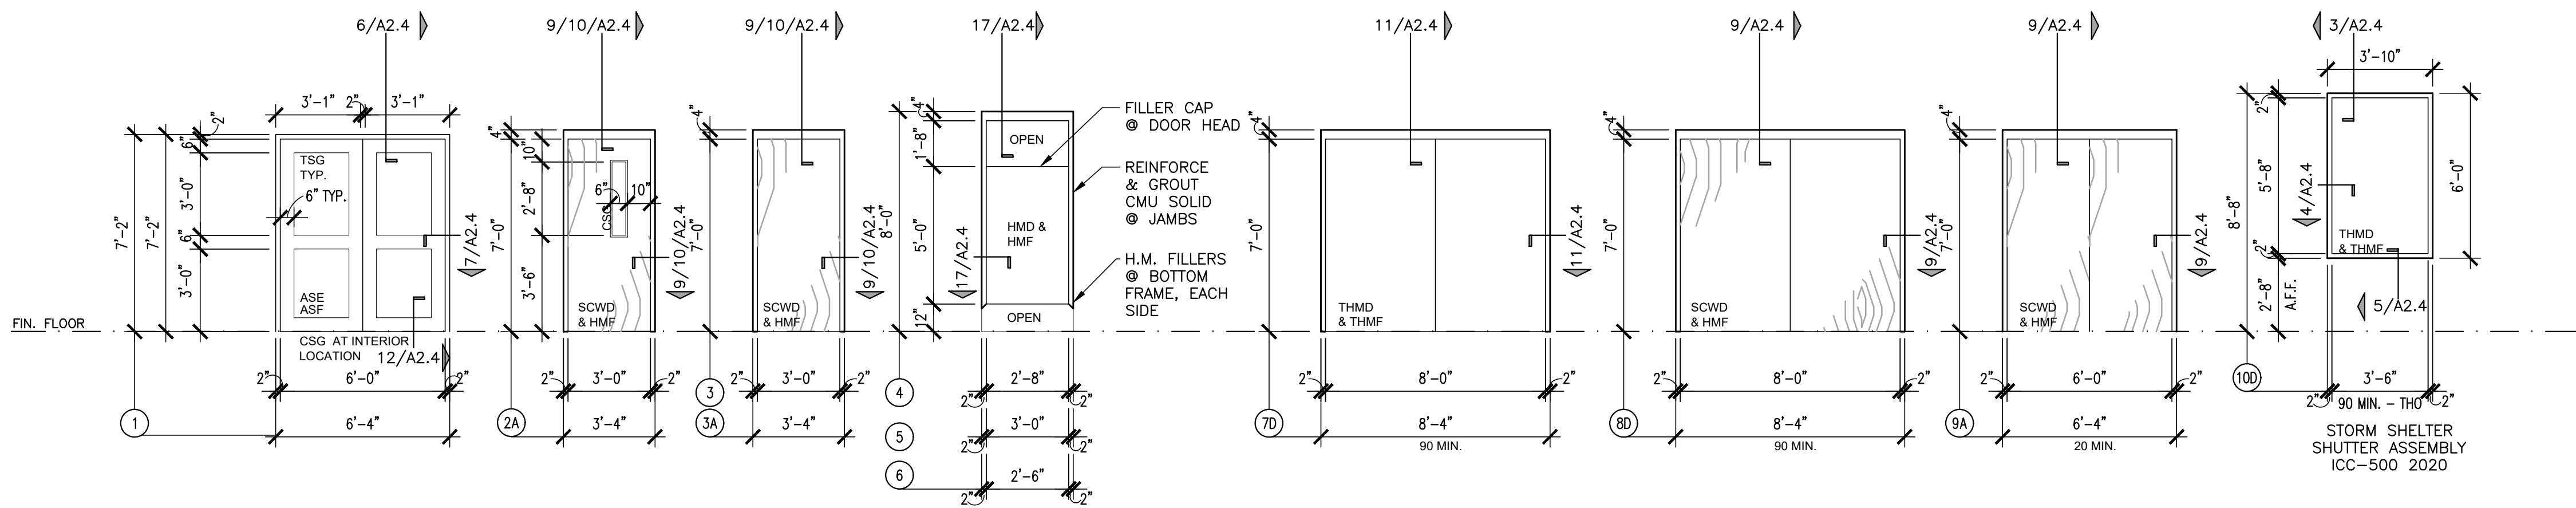 6/A2.4
3'-1" 2" 3'-1"
2"
6"
3'-0"
6"
3'-0"
7'-2"
7'-2"
TSG
TYP.
6" TYP.
ASE
ASF
7/A2.4
FIN. FLOOR
CSG AT INTERIOR
LOCATION
12/A2.4
2" 6'-0" 2"
1
6'-4"
9/10/A2.4
4"
10"
2'-8"
3'-6"
7'-0"
6" 10"
CSG
SCWD
& HMF
9/10/A2.4
2" 3'-0" 2"
2A
3'-4"
9/10/A2.4
4"
7'-0"
SCWD
& HMF
9/10/A2.4
2" 3'-0" 2"
3
3A
3'-4"
17/A2.4
4"
1'-8"
5'-0"
12"
8'-0"
OPEN
HMD &
HMF
OPEN
17/A2.4
FILLER CAP
@ DOOR HEAD
REINFORCE
& GROUT
CMU SOLID
@ JAMBS
H.M. FILLERS
@ BOTTOM
FRAME, EACH
SIDE
4
2'-8"
2" 2"
5
3'-0"
2" 2"
6
2'-6"
2" 2"
11/A2.4
4"
7'-0"
THMD
& THMF
11/A2.4
2" 8'-0" 2"
7D
8'-4"
90 MIN.
9/A2.4
4"
7'-0"
SCWD
& HMF
9/A2.4
2" 8'-0" 2"
8D
8'-4"
90 MIN.
9/A2.4
4"
7'-0"
SCWD
& HMF
9/A2.4
2" 6'-0" 2"
9A
6'-4"
20 MIN.
3/A2.4
3'-10"
2"
5'-8"
2"
2'-8"
A.F.F.
8'-8"
6'-0"
4/A2.4
THMD
& THMF
5/A2.4
10D
3'-6"
2" 90 MIN. - THO 2"
STORM SHELTER
SHUTTER ASSEMBLY
ICC-500 2020